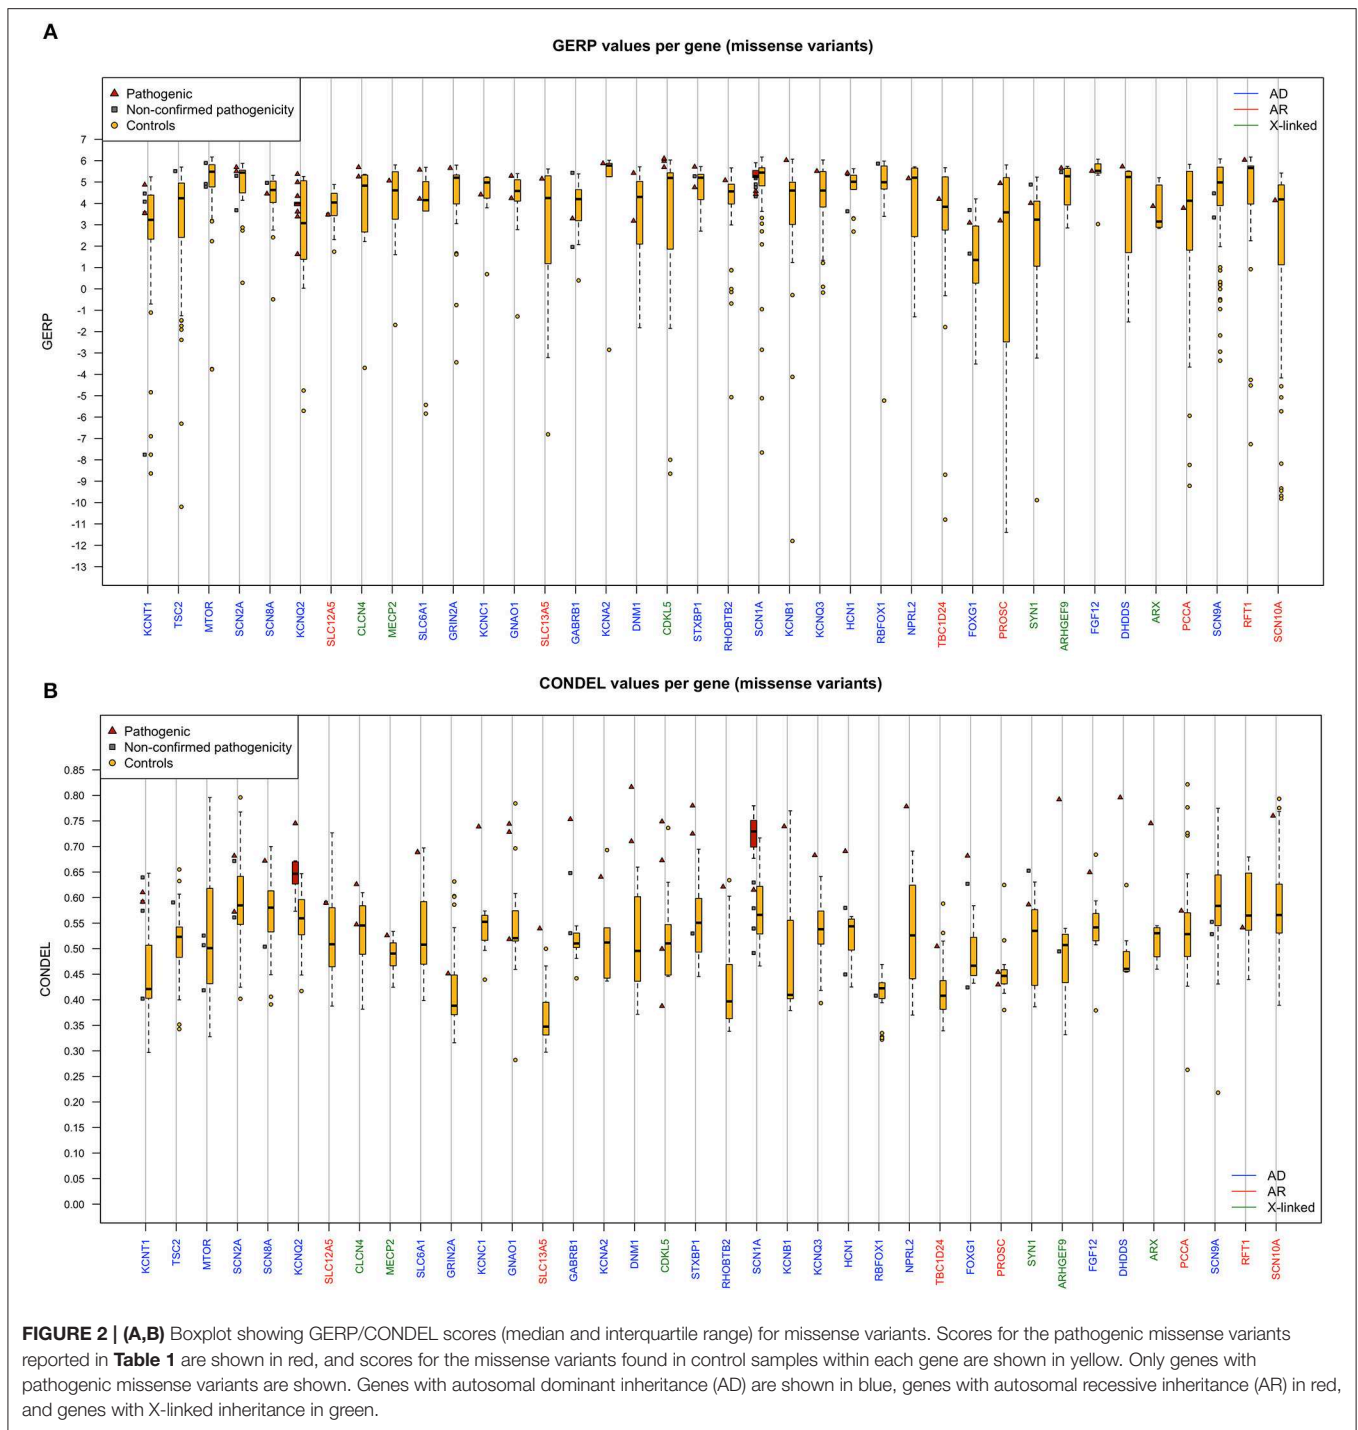 A
GERP values per gene (missense variants)
Pathogenic
Non-confirmed pathogenicity
Controls
AD
AR
X-linked
7
6
5
4
3
2
1
0
-1
-2
-3
-4
-5
-6
-7
-8
-9
-10
-11
-12
-13
GERP
KCNT1
TSC2
MTOR
SCN2A
SCN8A
KCNQ2
SLC12A5
CLCN4
MECP2
SLC6A1
GRIN2A
KCNC1
GNAO1
SLC13A5
GABRB1
KCNA2
DNM1
CDKL5
STXBP1
RHOBTB2
SCN1A
KCNB1
KCNQ3
HCN1
RBFOX1
NPRL2
TBC1D24
FOXG1
PROSC
SYN1
ARHGEF9
FGF12
DHDDS
ARX
PCCA
SCN9A
RFT1
SCN10A
B
CONDEL values per gene (missense variants)
Pathogenic
Non-confirmed pathogenicity
Controls
0.85
0.80
0.75
0.70
0.65
0.60
0.55
0.50
0.45
0.40
0.35
0.30
0.25
0.20
0.15
0.10
0.05
0.00
CONDEL
AD
AR
X-linked
KCNT1
TSC2
MTOR
SCN2A
SCN8A
KCNQ2
SLC12A5
CLCN4
MECP2
SLC6A1
GRIN2A
KCNC1
GNAO1
SLC13A5
GABRB1
KCNA2
DNM1
CDKL5
STXBP1
RHOBTB2
SCN1A
KCNB1
KCNQ3
HCN1
RBFOX1
NPRL2
TBC1D24
FOXG1
PROSC
SYN1
ARHGEF9
FGF12
DHDDS
ARX
PCCA
SCN9A
RFT1
SCN10A
FIGURE 2 | (A,B) Boxplot showing GERP/CONDEL scores (median and interquartile range) for missense variants. Scores for the pathogenic missense variants
reported in Table 1 are shown in red, and scores for the missense variants found in control samples within each gene are shown in yellow. Only genes with
pathogenic missense variants are shown. Genes with autosomal dominant inheritance (AD) are shown in blue, genes with autosomal recessive inheritance (AR) in red,
and genes with X-linked inheritance in green.